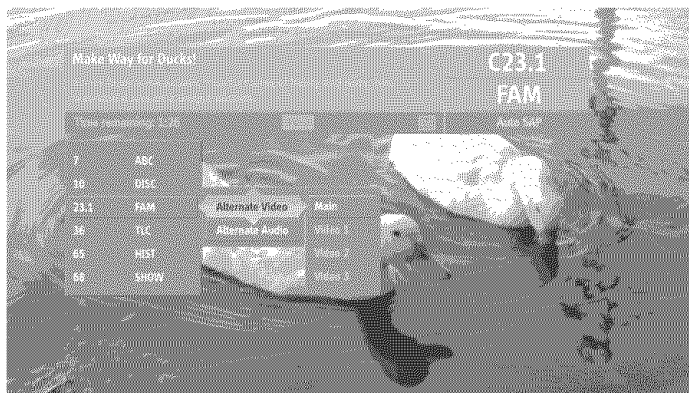 Make Way for Ducks!
C23.1
FAM
Time remaining: 1:26
Auto SAP
7 ABC
10 DISC
23.1 FAM Alternate Video Main
36 TLC Alternate Audio Video 1
65 HIST Video 2
66 SHOW Video 3